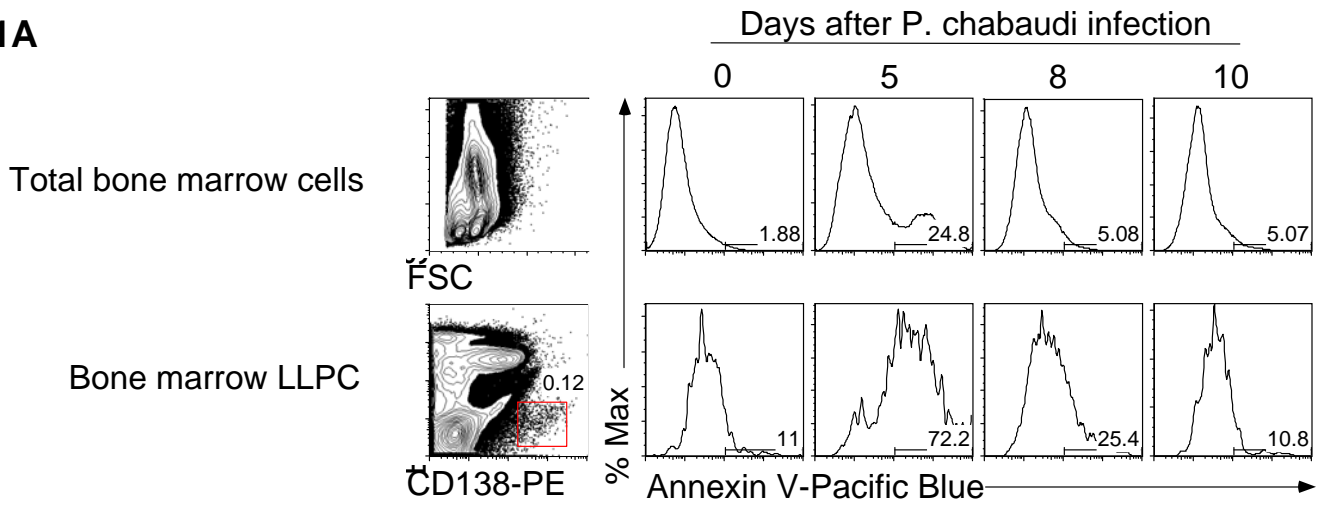 1A
Days after P. chabaudi infection
0 5 8 10
Total bone marrow cells
1.88 24.8 5.08 5.07
FSC
Bone marrow LLPC
0.12
% Max
11 72.2 25.4 10.8
CD138-PE
Annexin V-Pacific Blue